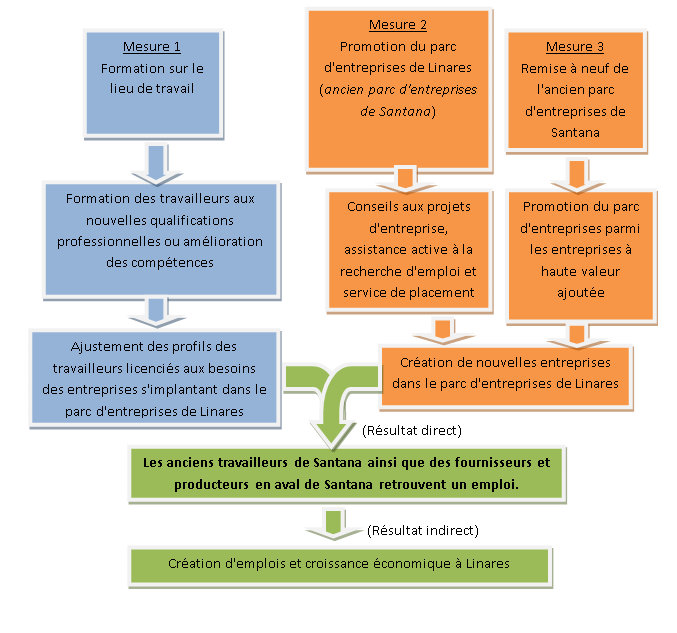 Mesure 1
Formation sur le
lieu de travail
Mesure 2
Promotion du parc
d'entreprises de Linares
(ancien parc d'entreprises
de Santana)
Mesure 3
Remise à neuf de
l'ancien parc
d'entreprises de
Santana
Formation des travailleurs aux
nouvelles qualifications
professionnelles ou amélioration
des compétences
Conseils aux projets
d'entreprise,
assistance active à la
recherche d'emploi et
service de placement
Promotion du parc
d'entreprises parmi
les entreprises à
haute valeur
ajoutée
Ajustement des profils des
travailleurs licenciés aux besoins
des entreprises s'implantant dans le
parc d'entreprises de Linares
Création de nouvelles entreprises
dans le parc d'entreprises de Linares
(Résultat direct)
Les anciens travailleurs de Santana ainsi que des fournisseurs et
producteurs en aval de Santana retrouvent un emploi.
(Résultat indirect)
Création d'emplois et croissance économique à Linares